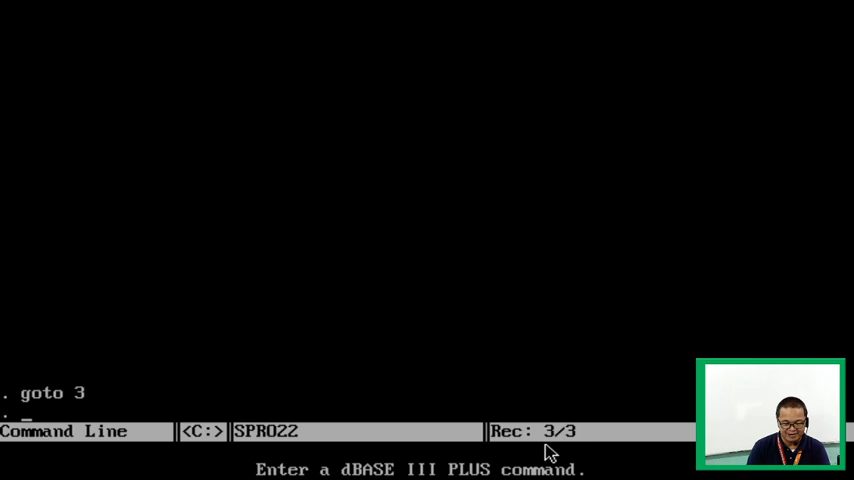 . goto 3
. _
Command Line ║<C:>║SPRO22 ║Rec: 3/3
Enter a dBASE III PLUS command.